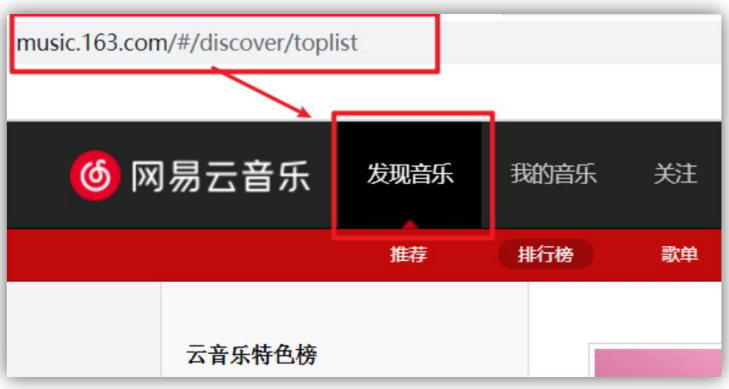 music.163.com/#/discover/toplist
网易云音乐 发现音乐 我的音乐 关注
推荐 排行榜 歌单
云音乐特色榜